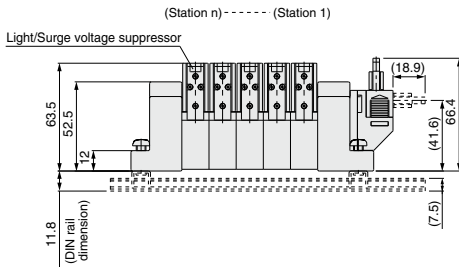 (Station n) ------- (Station 1)
Light/Surge voltage suppressor
(18.9)
63.5
52.5
12
(41.6)
66.4
11.8
(DIN rail
dimension)
(7.5)